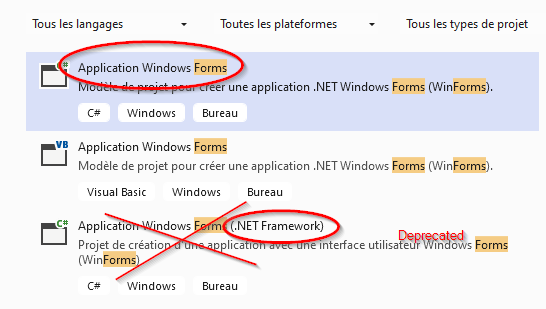 Tous les langages Toutes les plateformes Tous les types de projet
C#
Application Windows Forms
Modèle de projet pour créer une application .NET Windows Forms (WinForms).
C# Windows Bureau
VB
Application Windows Forms
Modèle de projet pour créer une application .NET Windows Forms (WinForms).
Visual Basic Windows Bureau
C#
Application Windows Forms (.NET Framework)
Deprecated
Projet de création d'une application avec une interface utilisateur Windows Forms
(WinForms)
C# Windows Bureau